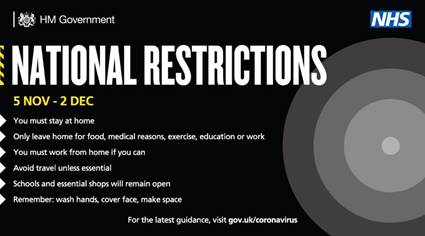 HM Government
NHS
NATIONAL RESTRICTIONS
5 NOV - 2 DEC
You must stay at home
Only leave home for food, medical reasons, exercise, education or work
You must work from home if you can
Avoid travel unless essential
Schools and essential shops will remain open
Remember: wash hands, cover face, make space
For the latest guidance, visit gov.uk/coronavirus